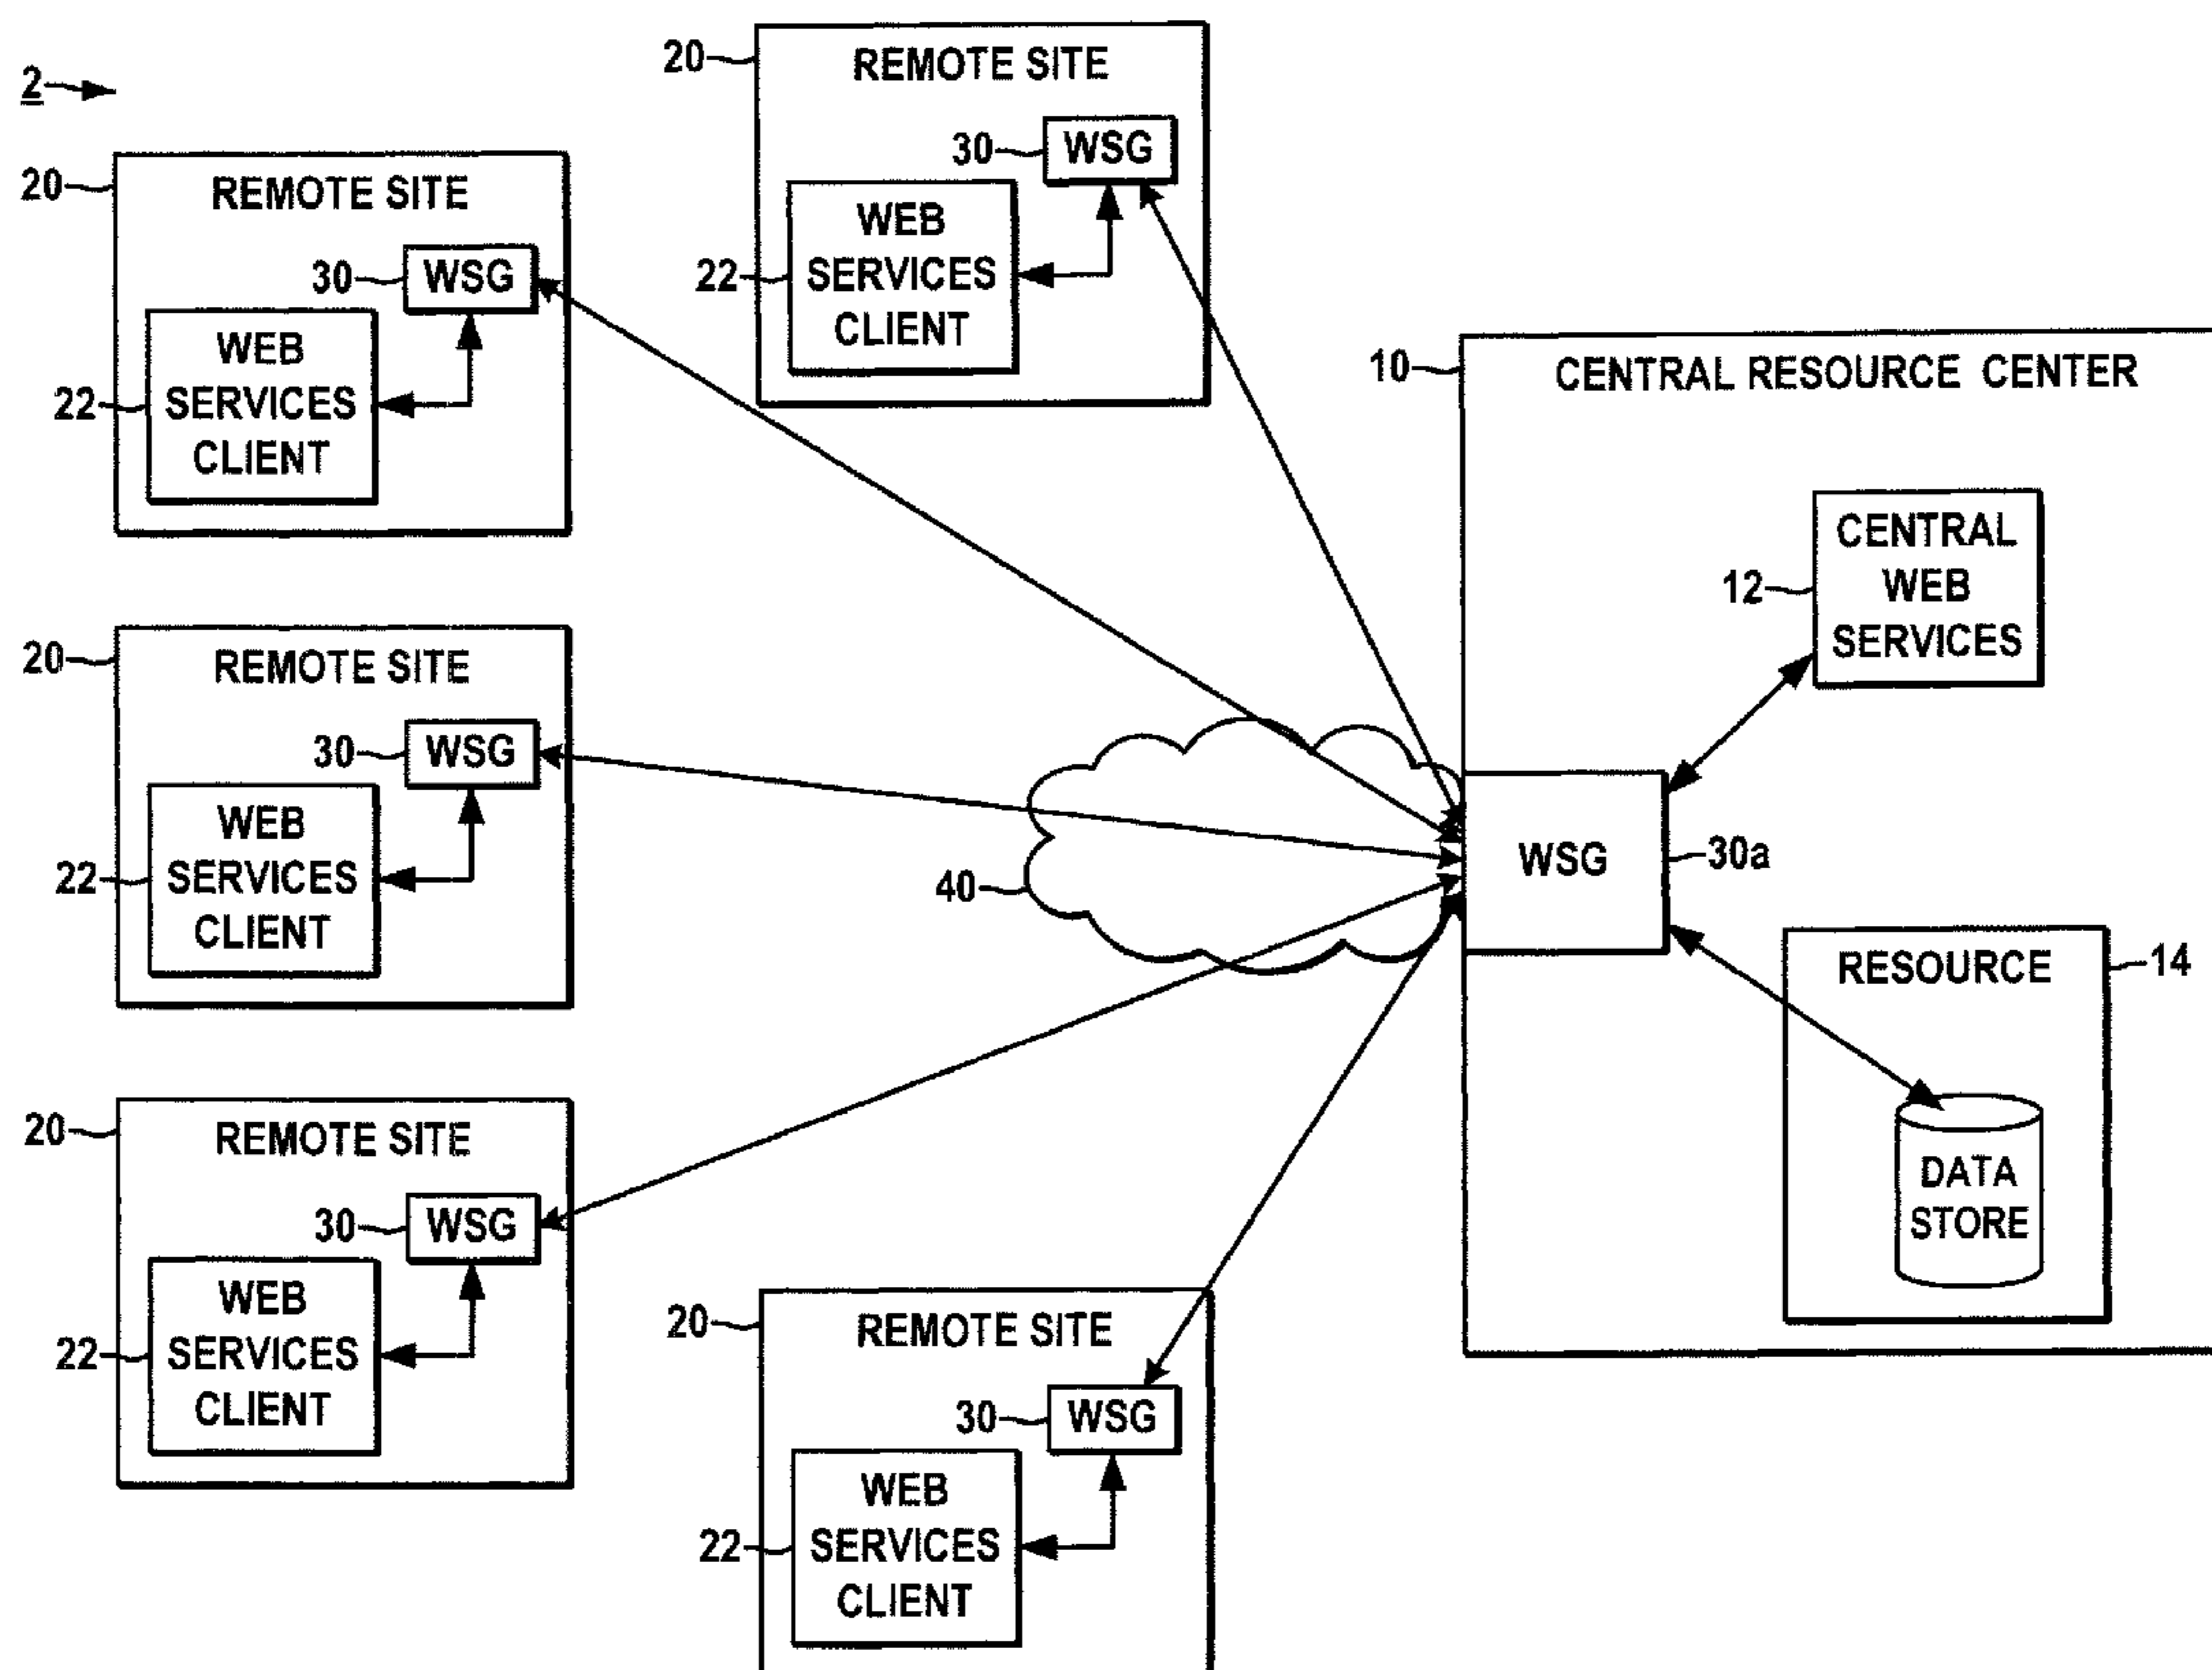 2
20
REMOTE SITE
30
WSG
22
WEB
SERVICES
CLIENT
20
REMOTE SITE
30
WSG
22
WEB
SERVICES
CLIENT
20
REMOTE SITE
30
WSG
22
WEB
SERVICES
CLIENT
20
REMOTE SITE
30
WSG
22
WEB
SERVICES
CLIENT
20
REMOTE SITE
30
WSG
22
WEB
SERVICES
CLIENT
40
10
CENTRAL RESOURCE CENTER
12
CENTRAL
WEB
SERVICES
WSG
30a
RESOURCE
14
DATA
STORE